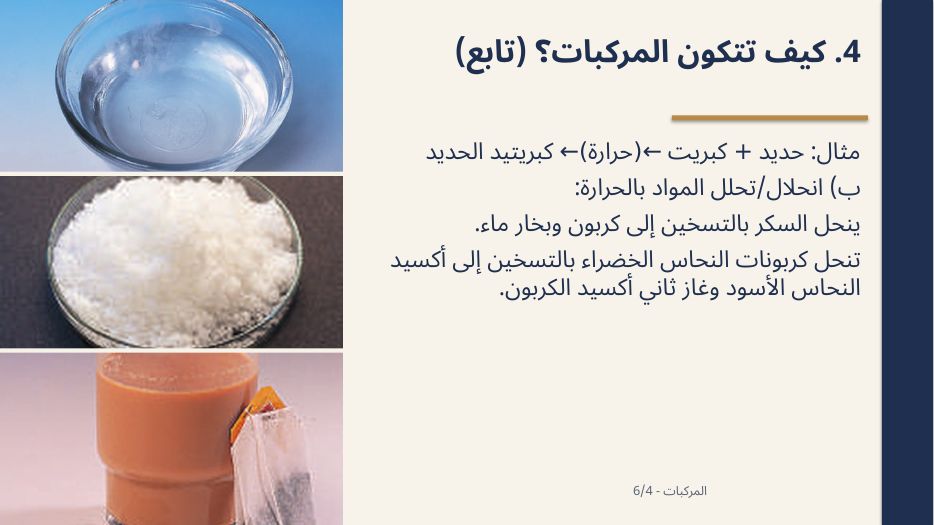 4. كيف تتكون المركبات؟ (تابع)
مثال: حديد + كبريت ←(حرارة)← كبريتيد الحديد
ب) انحلال/تحلل المواد بالحرارة:
ينحل السكر بالتسخين إلى كربون وبخار ماء.
تنحل كربونات النحاس الخضراء بالتسخين إلى أكسيد
النحاس الأسود وغاز ثاني أكسيد الكربون.
المركبات - 6/4